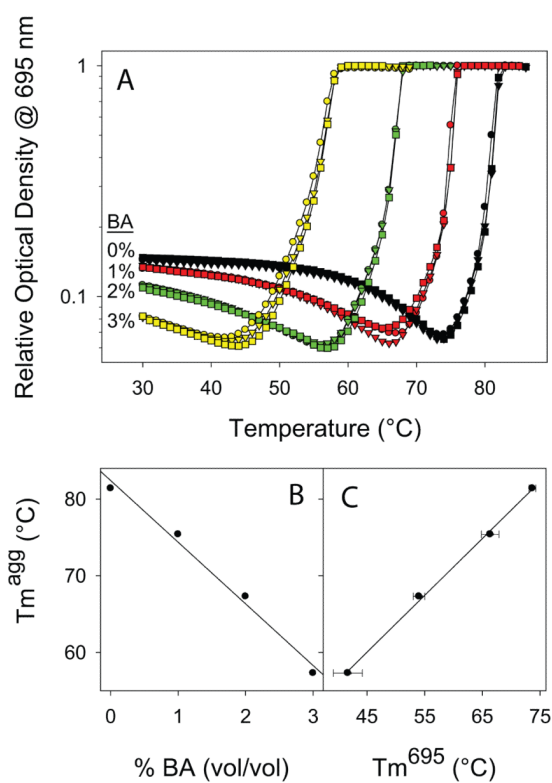 Relative Optical Density @ 695 nm
A
1
0.1
BA
0%
1%
2%
3%
30 40 50 60 70 80
Temperature (°C)
Tm^agg (°C)
80
70
60
B
C
0 1 2 3
45 55 65 75
% BA (vol/vol)
Tm^695 (°C)